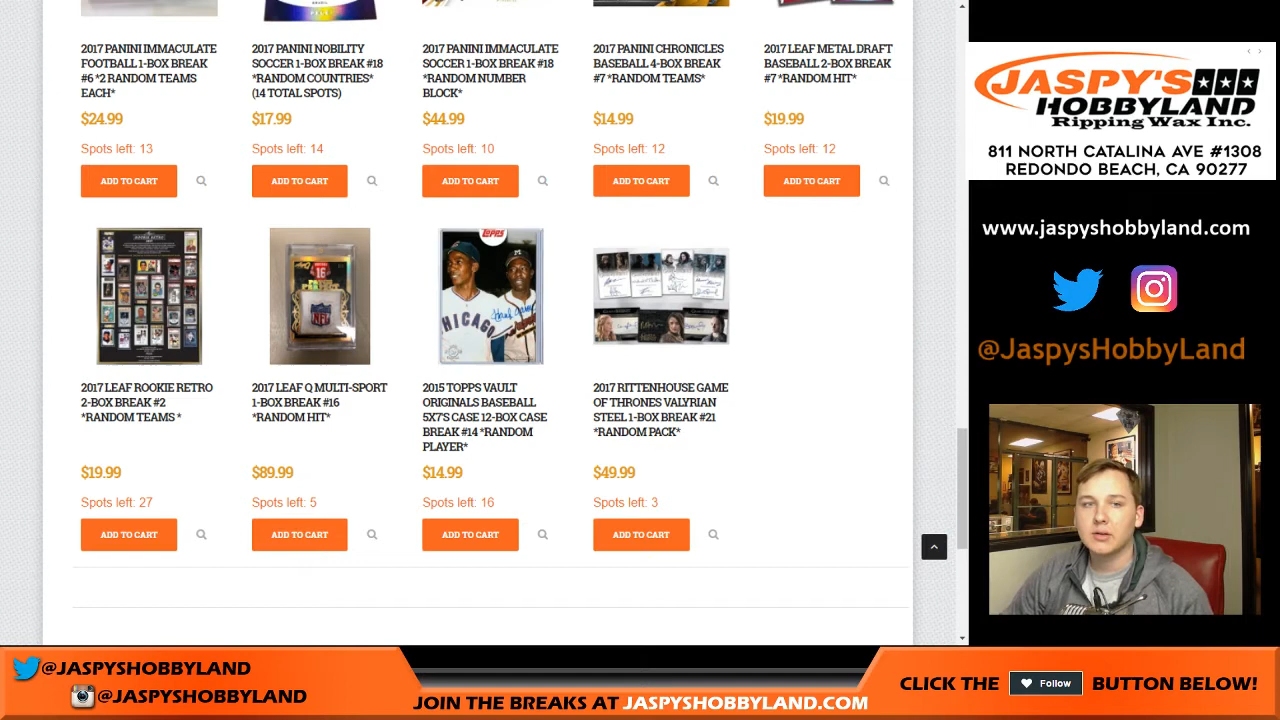 2017 PANINI IMMACULATE
FOOTBALL 1-BOX BREAK
#6 *2 RANDOM TEAMS
EACH*
$24.99
Spots left: 13
ADD TO CART
2017 PANINI NOBILITY
SOCCER 1-BOX BREAK #18
*RANDOM COUNTRIES*
(14 TOTAL SPOTS)
$17.99
Spots left: 14
ADD TO CART
2017 PANINI IMMACULATE
SOCCER 1-BOX BREAK #18
*RANDOM NUMBER
BLOCK*
$44.99
Spots left: 10
ADD TO CART
2017 PANINI CHRONICLES
BASEBALL 4-BOX BREAK
#7 *RANDOM TEAMS*
$14.99
Spots left: 12
ADD TO CART
2017 LEAF METAL DRAFT
BASEBALL 2-BOX BREAK
#7 *RANDOM HIT*
$19.99
Spots left: 12
ADD TO CART
2017 LEAF ROOKIE RETRO
2-BOX BREAK #2
*RANDOM TEAMS *
$19.99
Spots left: 27
ADD TO CART
16
NFL
2017 LEAF Q MULTI-SPORT
1-BOX BREAK #16
*RANDOM HIT*
$89.99
Spots left: 5
ADD TO CART
Topps
CHICAGO
2015 TOPPS VAULT
ORIGINALS BASEBALL
5X7'S CASE 12-BOX CASE
BREAK #14 *RANDOM
PLAYER*
$14.99
Spots left: 16
ADD TO CART
2017 RITTENHOUSE GAME
OF THRONES VALYRIAN
STEEL 1-BOX BREAK #21
*RANDOM PACK*
$49.99
Spots left: 3
ADD TO CART
JASPY'S
HOBBYLAND
Ripping Wax Inc.
811 NORTH CATALINA AVE #1308
REDONDO BEACH, CA 90277
www.jaspyshobbyland.com
@JaspysHobbyLand
@JASPYSHOBBYLAND
@JASPYSHOBBYLAND
JOIN THE BREAKS AT JASPYSHOBBYLAND.COM
CLICK THE Follow BUTTON BELOW!